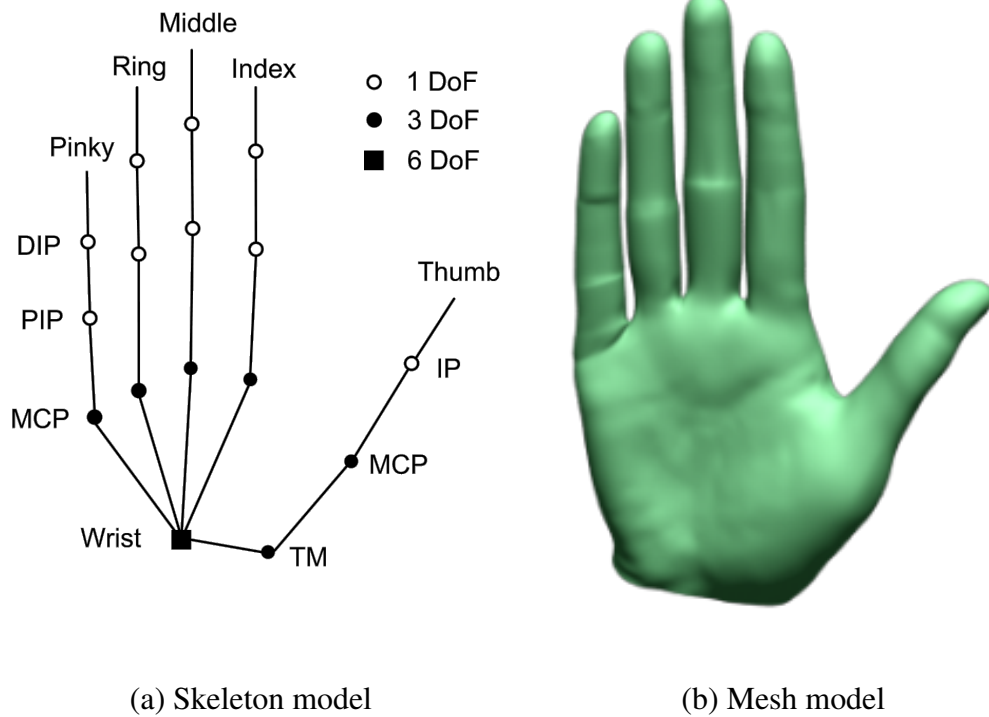 Middle
Ring
Index
Pinky
1 DoF
3 DoF
6 DoF
DIP
PIP
MCP
Thumb
IP
MCP
Wrist
TM
(a) Skeleton model
(b) Mesh model